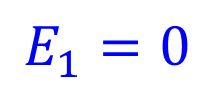 E₁ = 0